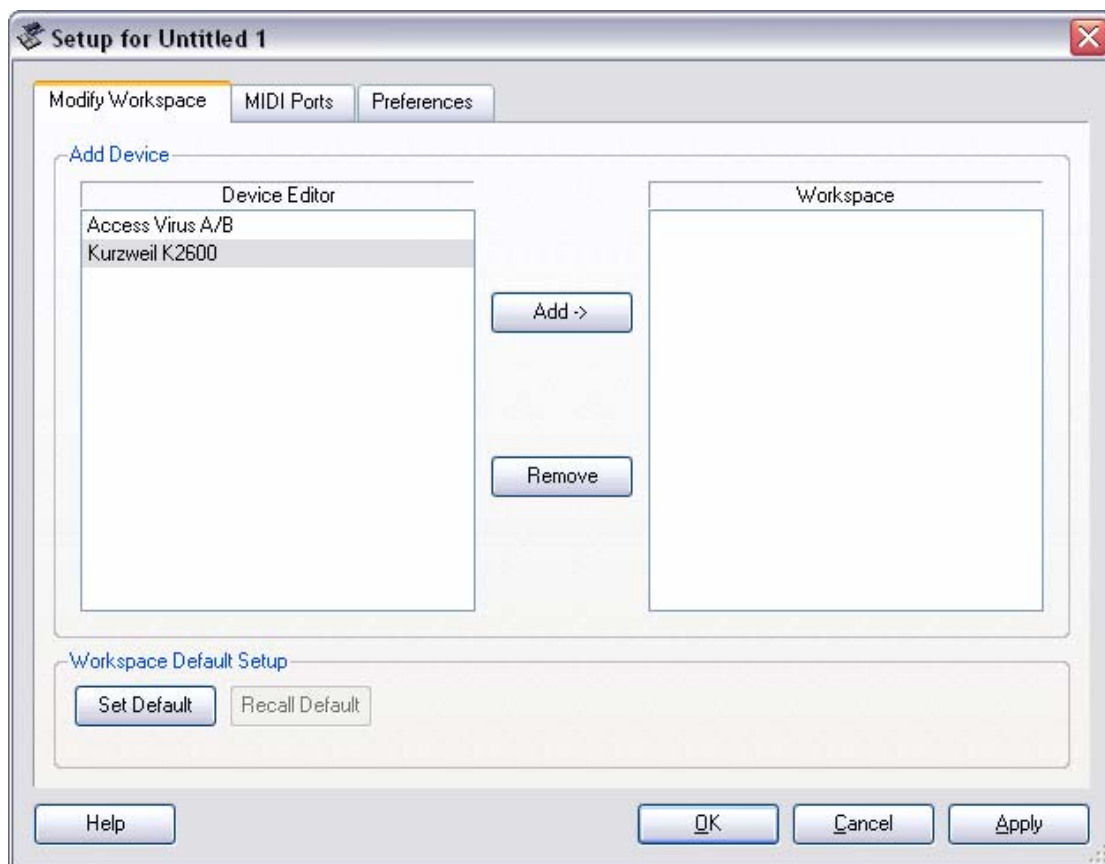 Setup for Untitled 1
Modify Workspace
MIDI Ports
Preferences
Add Device
Device Editor
Workspace
Access Virus A/B
Kurzweil K2600
Add ->
Remove
Workspace Default Setup
Set Default
Recall Default
Help
OK
Cancel
Apply